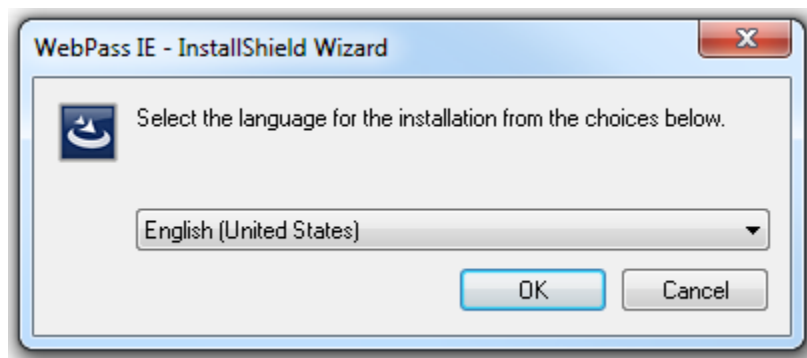 WebPass IE - InstallShield Wizard
Select the language for the installation from the choices below.
English (United States)
OK
Cancel